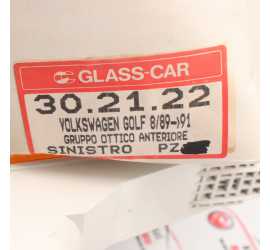 GLASS-CAR
30.21.22
VOLKSWAGEN GOLF 8/89->91
GRUPPO OTTICO ANTERIORE
SINISTRO PZ